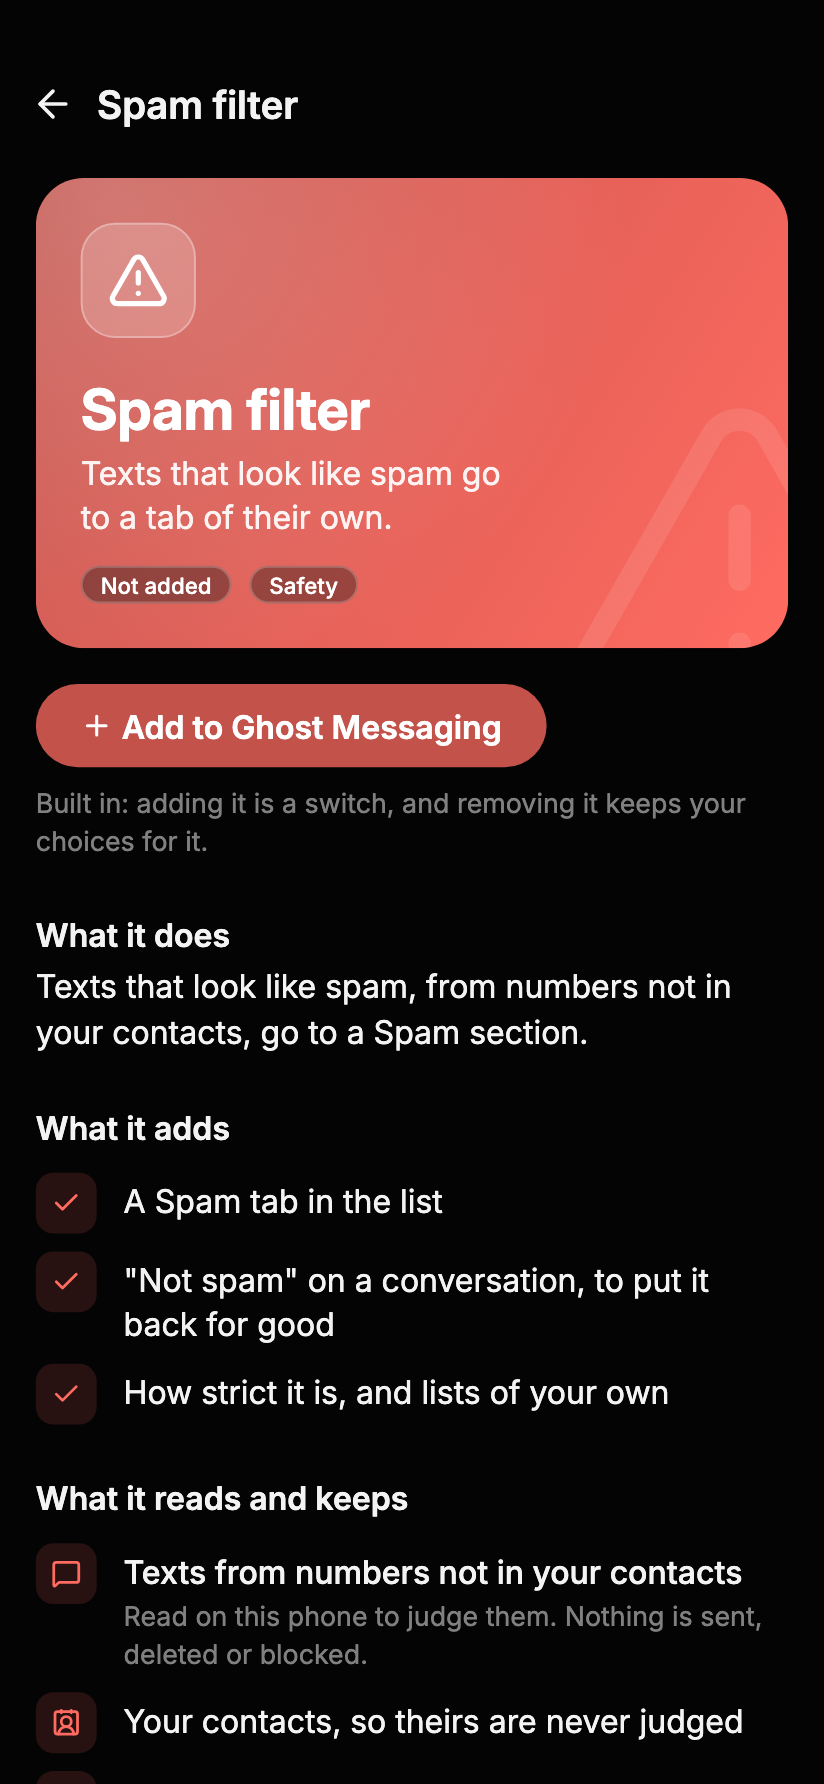 Spam filter
Spam filter
Texts that look like spam go
to a tab of their own.
Not added
Safety
+ Add to Ghost Messaging
Built in: adding it is a switch, and removing it keeps your
choices for it.
What it does
Texts that look like spam, from numbers not in
your contacts, go to a Spam section.
What it adds
A Spam tab in the list
"Not spam" on a conversation, to put it
back for good
How strict it is, and lists of your own
What it reads and keeps
Texts from numbers not in your contacts
Read on this phone to judge them. Nothing is sent,
deleted or blocked.
Your contacts, so theirs are never judged